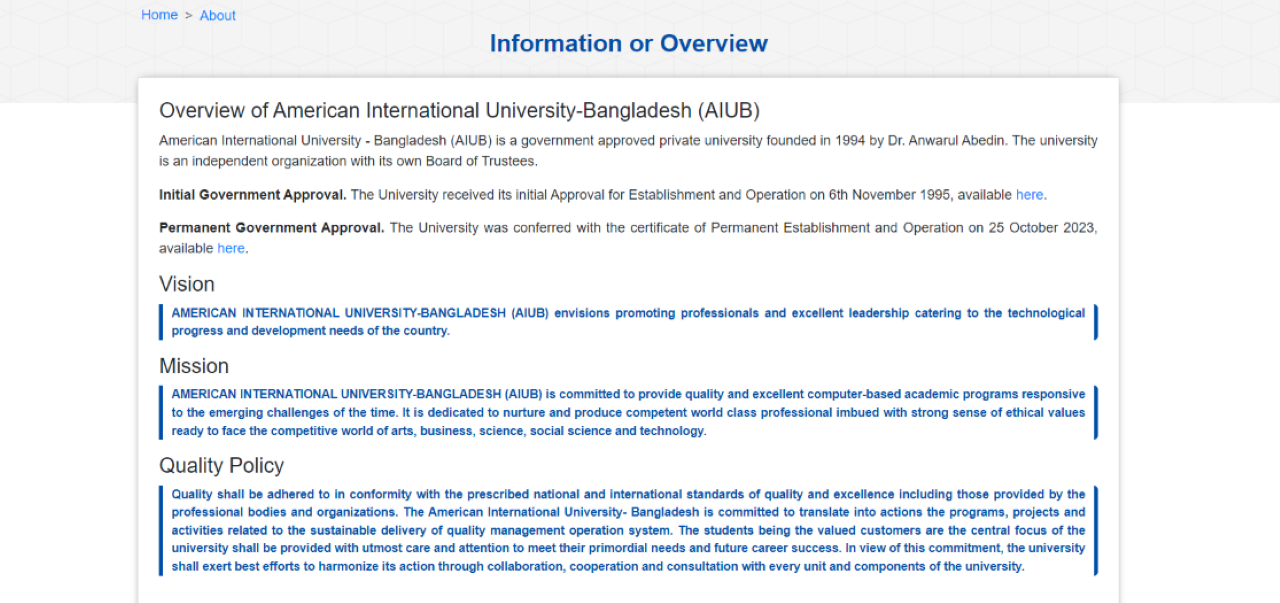 Home > About
Information or Overview
Overview of American International University-Bangladesh (AIUB)
American International University - Bangladesh (AIUB) is a government approved private university founded in 1994 by Dr. Anwarul Abedin. The university
is an independent organization with its own Board of Trustees.
Initial Government Approval. The University received its initial Approval for Establishment and Operation on 6th November 1995, available here.
Permanent Government Approval. The University was conferred with the certificate of Permanent Establishment and Operation on 25 October 2023,
available here.
Vision
AMERICAN INTERNATIONAL UNIVERSITY-BANGLADESH (AIUB) envisions promoting professionals and excellent leadership catering to the technological
progress and development needs of the country.
Mission
AMERICAN INTERNATIONAL UNIVERSITY-BANGLADESH (AIUB) is committed to provide quality and excellent computer-based academic programs responsive
to the emerging challenges of the time. It is dedicated to nurture and produce competent world class professional imbued with strong sense of ethical values
ready to face the competitive world of arts, business, science, social science and technology.
Quality Policy
Quality shall be adhered to in conformity with the prescribed national and international standards of quality and excellence including those provided by the
professional bodies and organizations. The American International University- Bangladesh is committed to translate into actions the programs, projects and
activities related to the sustainable delivery of quality management operation system. The students being the valued customers are the central focus of the
university shall be provided with utmost care and attention to meet their primordial needs and future career success. In view of this commitment, the university
shall exert best efforts to harmonize its action through collaboration, cooperation and consultation with every unit and components of the university.